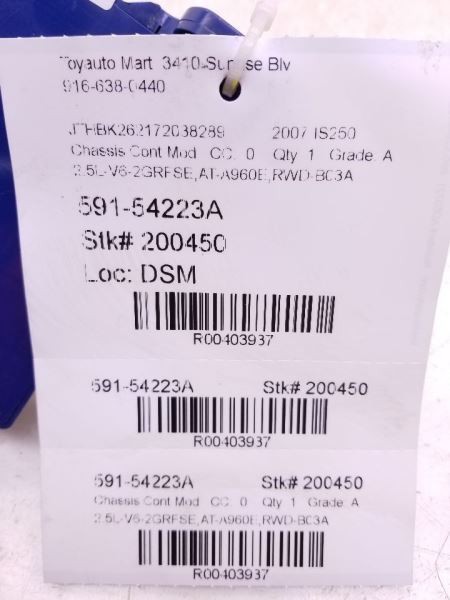 Toyauto Mart 3410 Sunrise Blv
916-638-0440
JTHBK262172038289 2007 IS250
Chassis Cont Mod CC: 0 Qty 1 Grade: A
2.5L-V6-2GRFSE,AT-A960E,RWD-B03A
591-54223A
Stk# 200450
Loc: DSM
R00403937
591-54223A Stk# 200450
R00403937
591-54223A Stk# 200450
Chassis Cont Mod CC: 0 Qty 1 Grade: A
2.5L-V6-2GRFSE,AT-A960E,RWD-B03A
R00403937